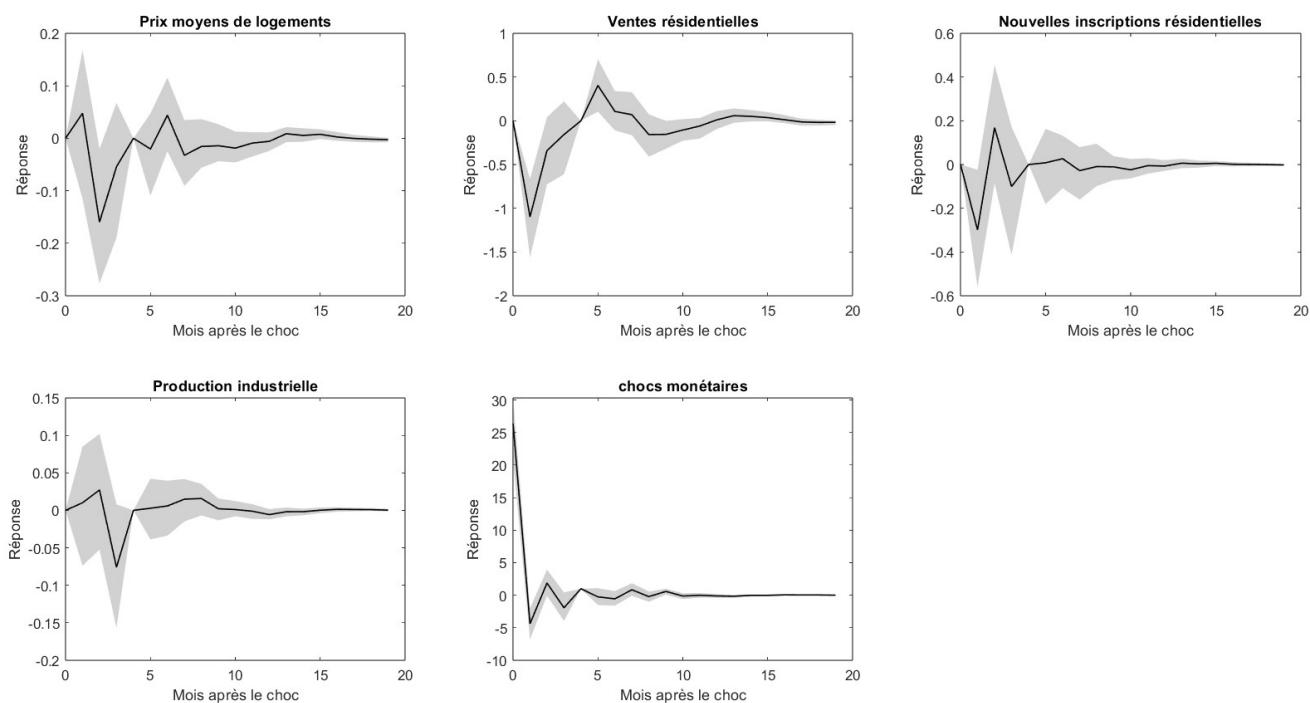 Prix moyens de logements
0.2
0.1
0
-0.1
-0.2
-0.3
Réponse
0 5 10 15 20
Mois après le choc
Ventes résidentielles
1
0.5
0
-0.5
-1
-1.5
-2
Réponse
0 5 10 15 20
Mois après le choc
Nouvelles inscriptions résidentielles
0.6
0.4
0.2
0
-0.2
-0.4
-0.6
Réponse
0 5 10 15 20
Mois après le choc
Production industrielle
0.15
0.1
0.05
0
-0.05
-0.1
-0.15
-0.2
Réponse
0 5 10 15 20
Mois après le choc
chocs monétaires
30
25
20
15
10
5
0
-5
-10
Réponse
0 5 10 15 20
Mois après le choc